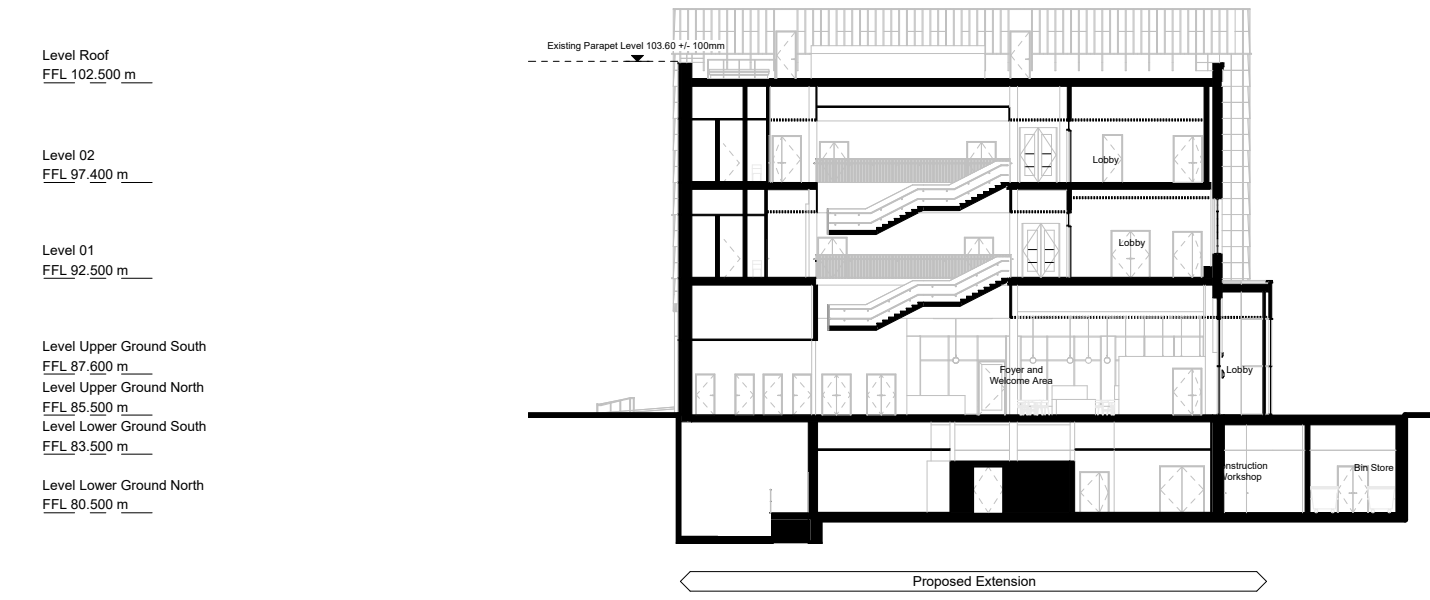 Level Roof
FFL 102.500 m
Existing Parapet Level 103.60 +/- 100mm
Level 02
FFL 97.400 m
Lobby
Level 01
FFL 92.500 m
Lobby
Level Upper Ground South
FFL 87.600 m
Foyer and
Welcome Area
Lobby
Level Upper Ground North
FFL 85.500 m
Level Lower Ground South
FFL 83.500 m
nstruction
Workshop
Bin Store
Level Lower Ground North
FFL 80.500 m
Proposed Extension